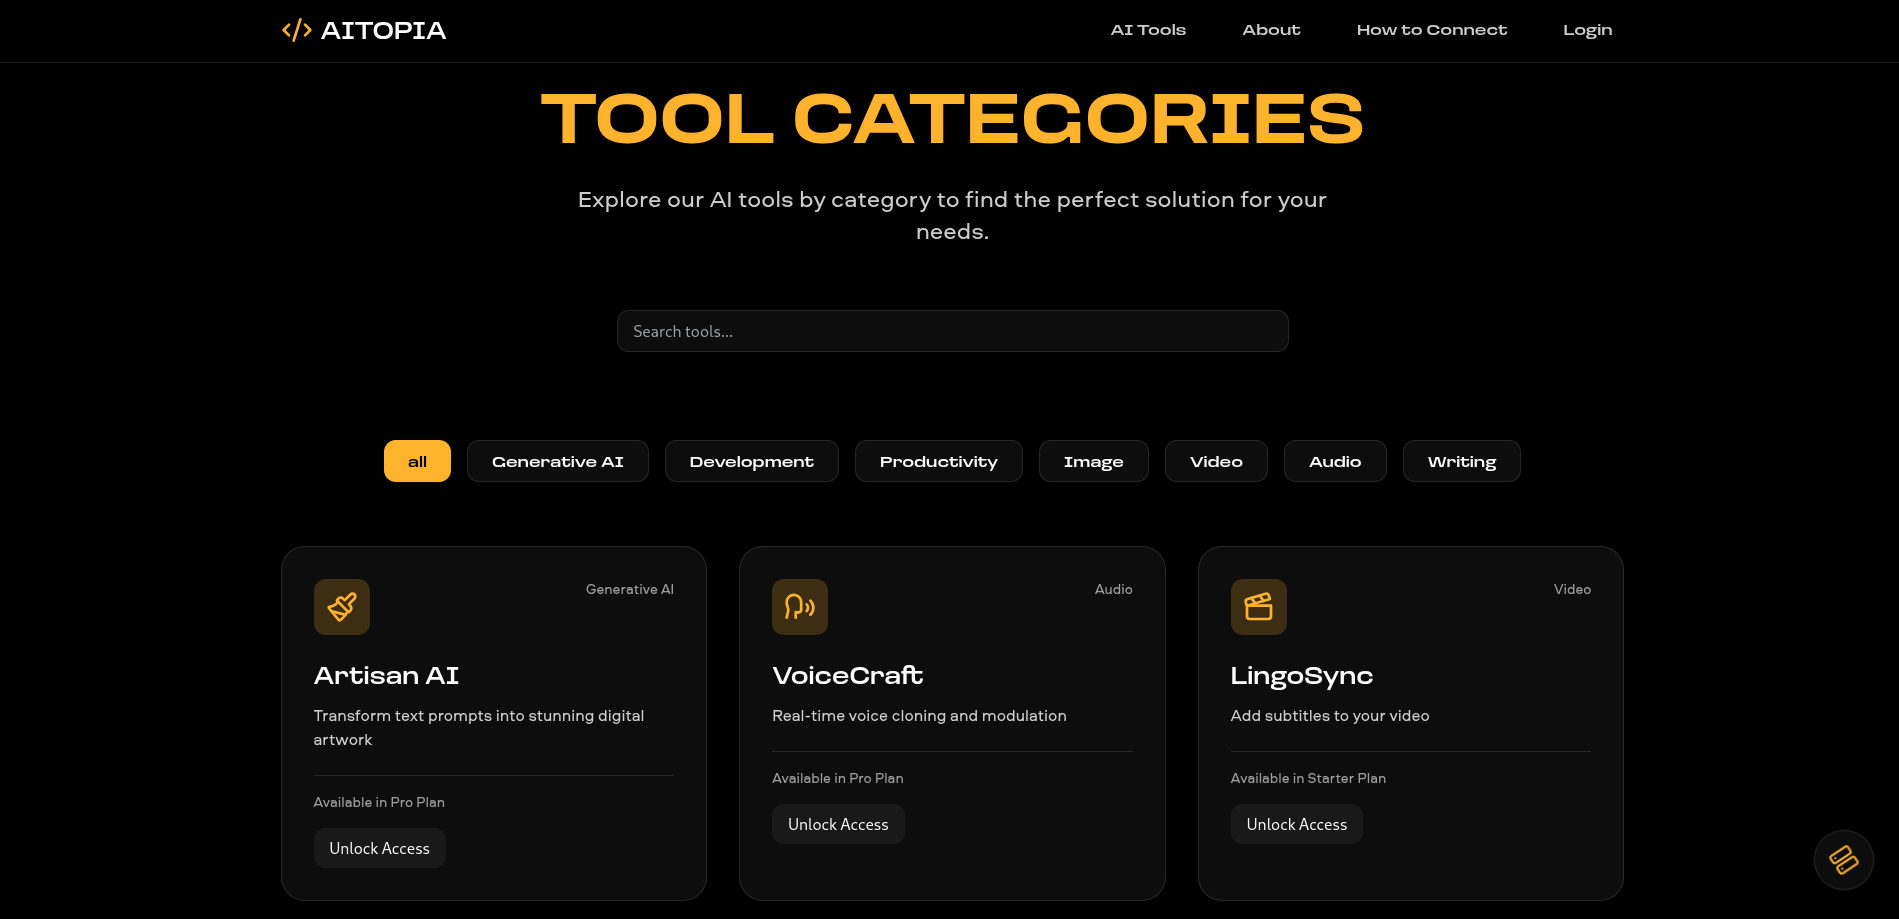 AITOPIA
AI Tools
About
How to Connect
Login
TOOL CATEGORIES
Explore our AI tools by category to find the perfect solution for your
needs.
Search tools...
all
Generative AI
Development
Productivity
Image
Video
Audio
Writing
Generative AI
Artisan AI
Transform text prompts into stunning digital
artwork
Available in Pro Plan
Unlock Access
Audio
VoiceCraft
Real-time voice cloning and modulation
Available in Pro Plan
Unlock Access
Video
LingoSync
Add subtitles to your video
Available in Starter Plan
Unlock Access